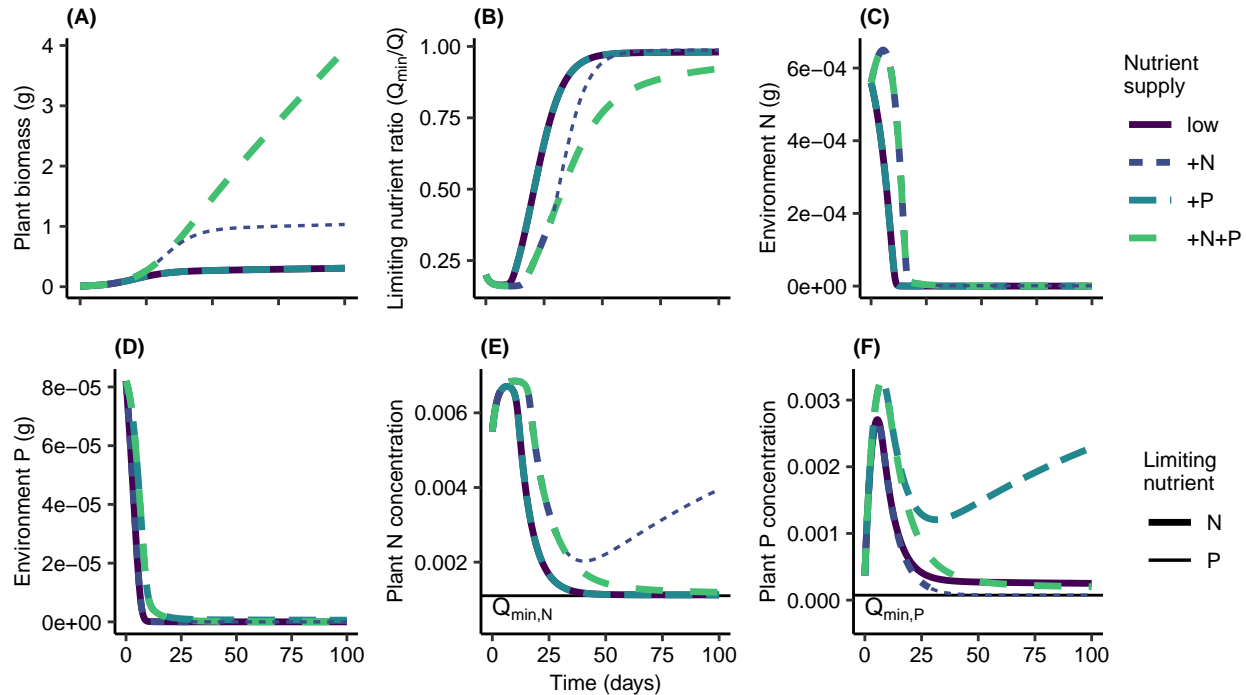 (A)
Plant biomass (g)
4
3
2
1
0
(B)
Limiting nutrient ratio (Qmin/Q)
1.00
0.75
0.50
0.25
(C)
Environment N (g)
6e−04
4e−04
2e−04
0e+00
Nutrient
supply
low
+N
+P
+N+P
(D)
Environment P (g)
8e−05
6e−05
4e−05
2e−05
0e+00
0 25 50 75 100
(E)
Plant N concentration
0.006
0.004
0.002
Qmin,N
0 25 50 75 100
Time (days)
(F)
Plant P concentration
0.003
0.002
0.001
0.000
Qmin,P
0 25 50 75 100
Limiting
nutrient
N
P